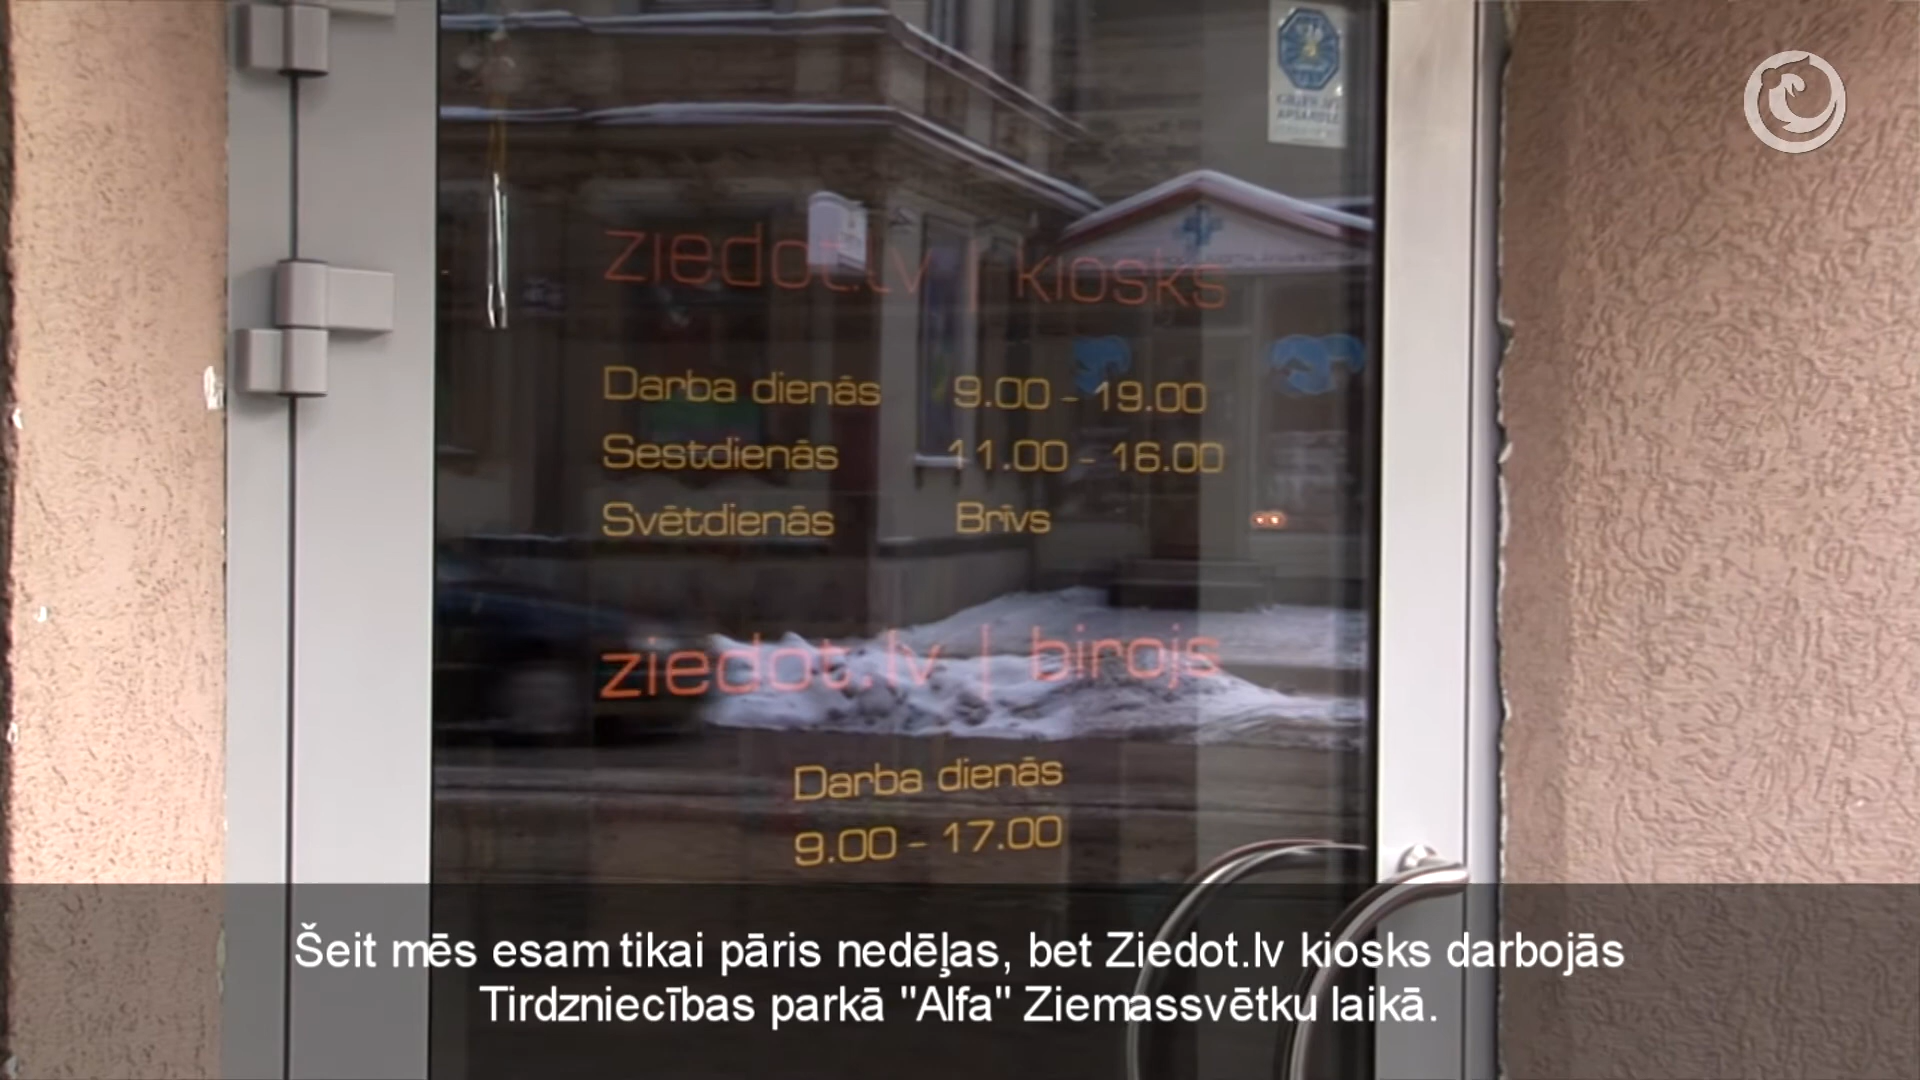 ziedot.lv | kiosks
Darba dienās 9.00 - 19.00
Sestdienās 11.00 - 16.00
Svētdienās Brīvs
ziedot.lv | birojs
Darba dienās
9.00 - 17.00
Šeit mēs esam tikai pāris nedēļas, bet Ziedot.lv kiosks darbojās
Tirdzniecības parkā "Alfa" Ziemassvētku laikā.